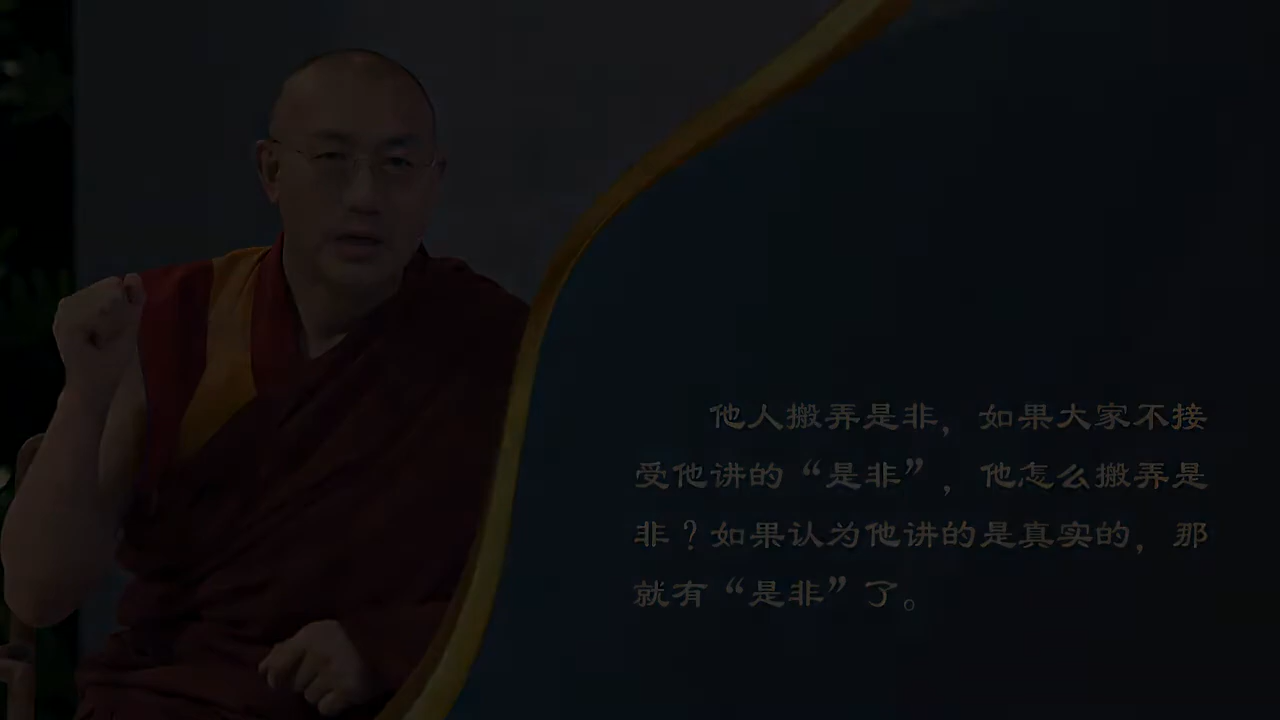 他人搬弄是非，如果大家不接
受他讲的“是非”，他怎么搬弄是
非？如果认为他讲的是真实的，那
就有“是非”了。